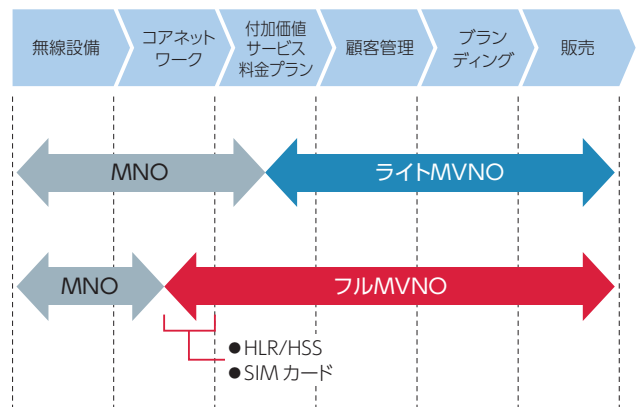 無線設備
コアネット
ワーク
付加価値
サービス
料金プラン
顧客管理
ブラン
ディング
販売
MNO
ライトMVNO
MNO
フルMVNO
●HLR/HSS
●SIM カード